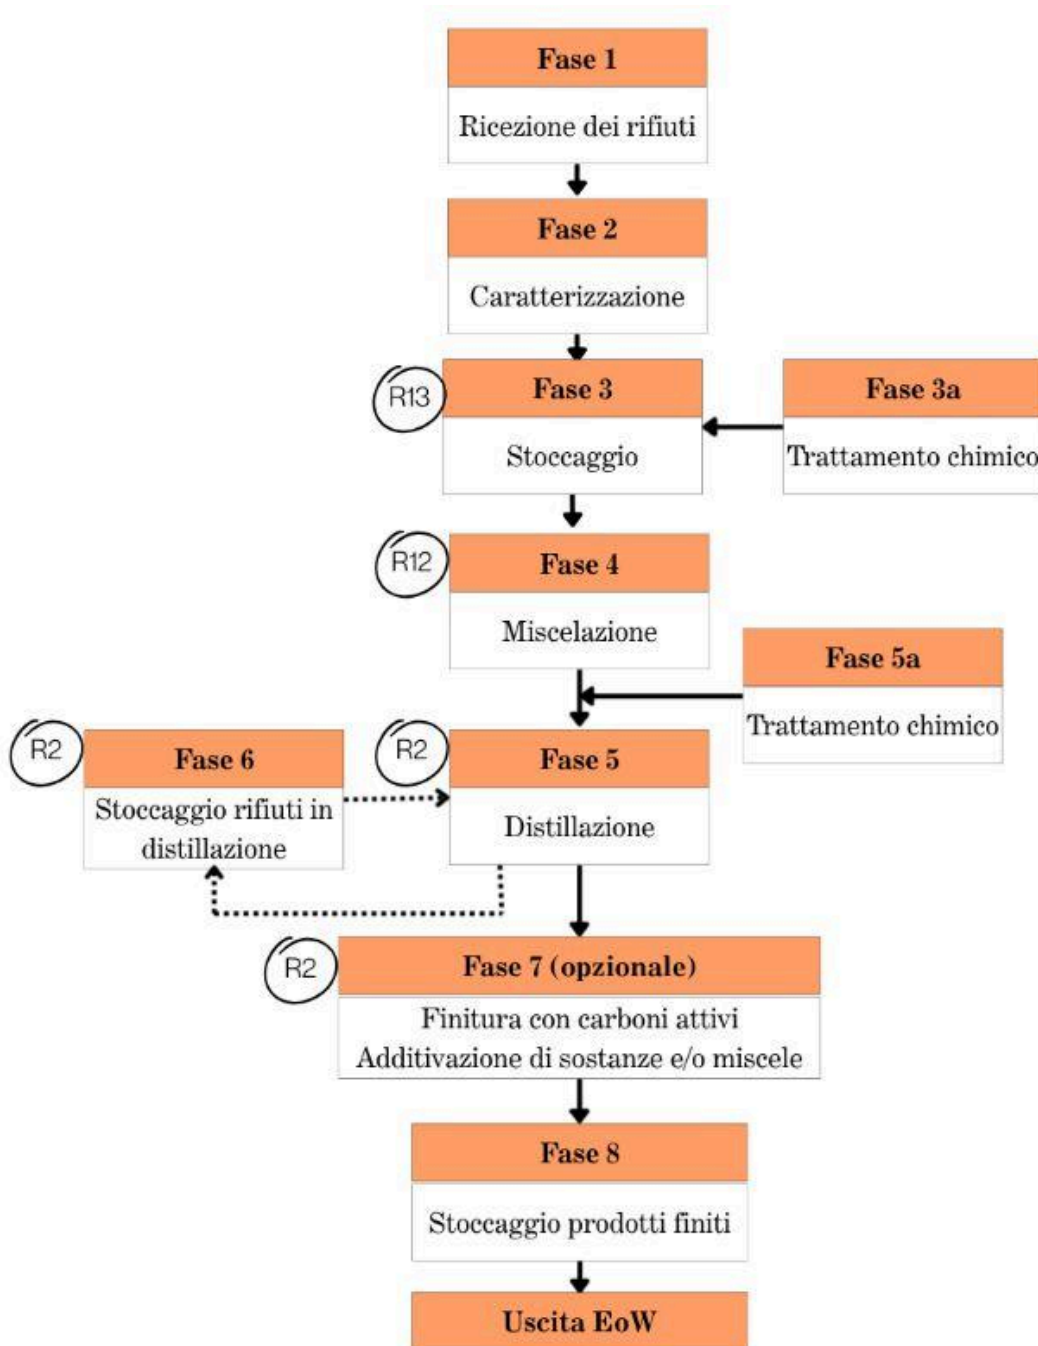 Fase 1
Ricezione dei rifiuti
Fase 2
Caratterizzazione
R13
Fase 3
Stoccaggio
Fase 3a
Trattamento chimico
R12
Fase 4
Miscelazione
Fase 5a
Trattamento chimico
R2
Fase 6
Stoccaggio rifiuti in
distillazione
R2
Fase 5
Distillazione
R2
Fase 7 (opzionale)
Finitura con carboni attivi
Additivazione di sostanze e/o miscele
Fase 8
Stoccaggio prodotti finiti
Uscita EoW